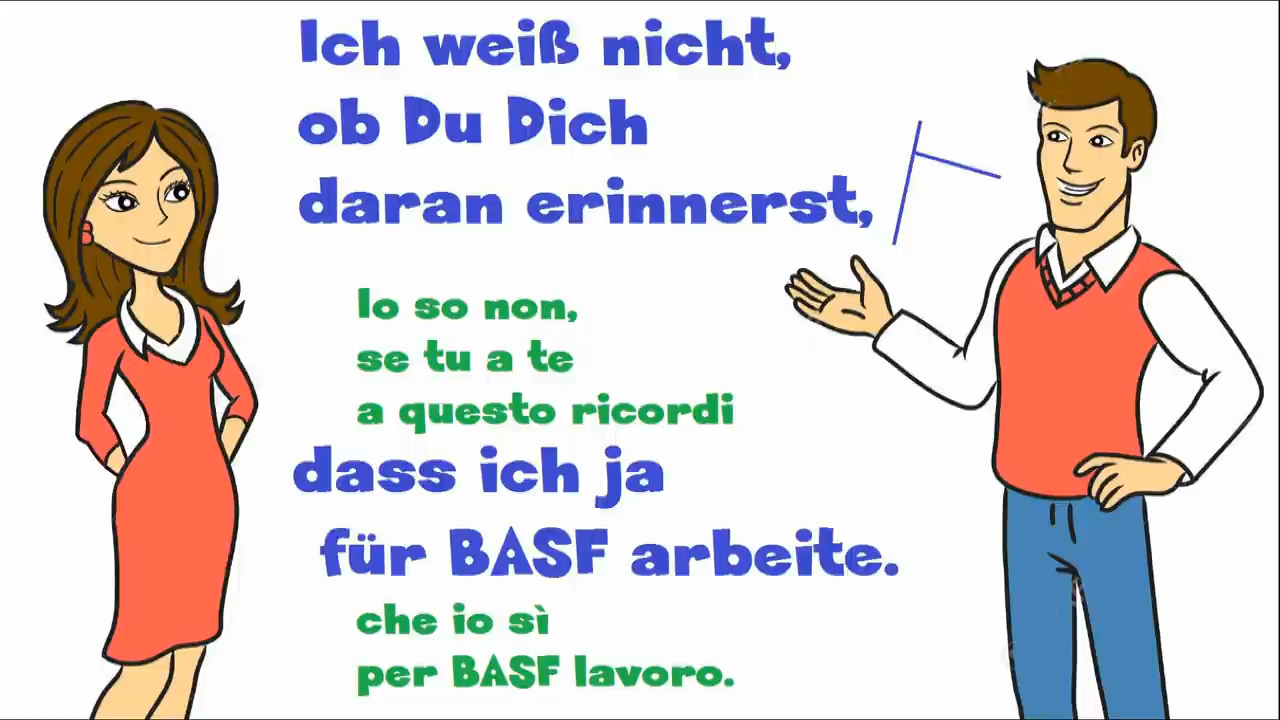 Ich weiß nicht,
ob Du Dich
daran erinnerst,
Io so non,
se tu a te
a questo ricordi
dass ich ja
für BASF arbeite.
che io sì
per BASF lavoro.